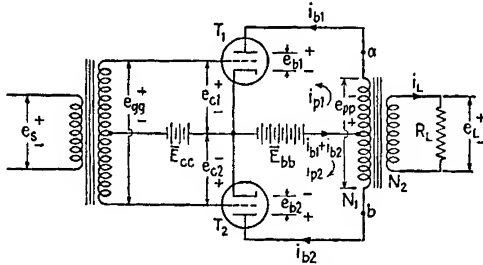 T1
i_b1
e_b1 + -
a
e_s + -
e_gg + -
e_c1 + -
i_p1
e_pp + -
i_L
R_L
e_L + -
E_cc
E_bb
i_b1+i_b2
e_c2 - +
i_p2
N1
N2
e_b2 - +
T2
b
i_b2